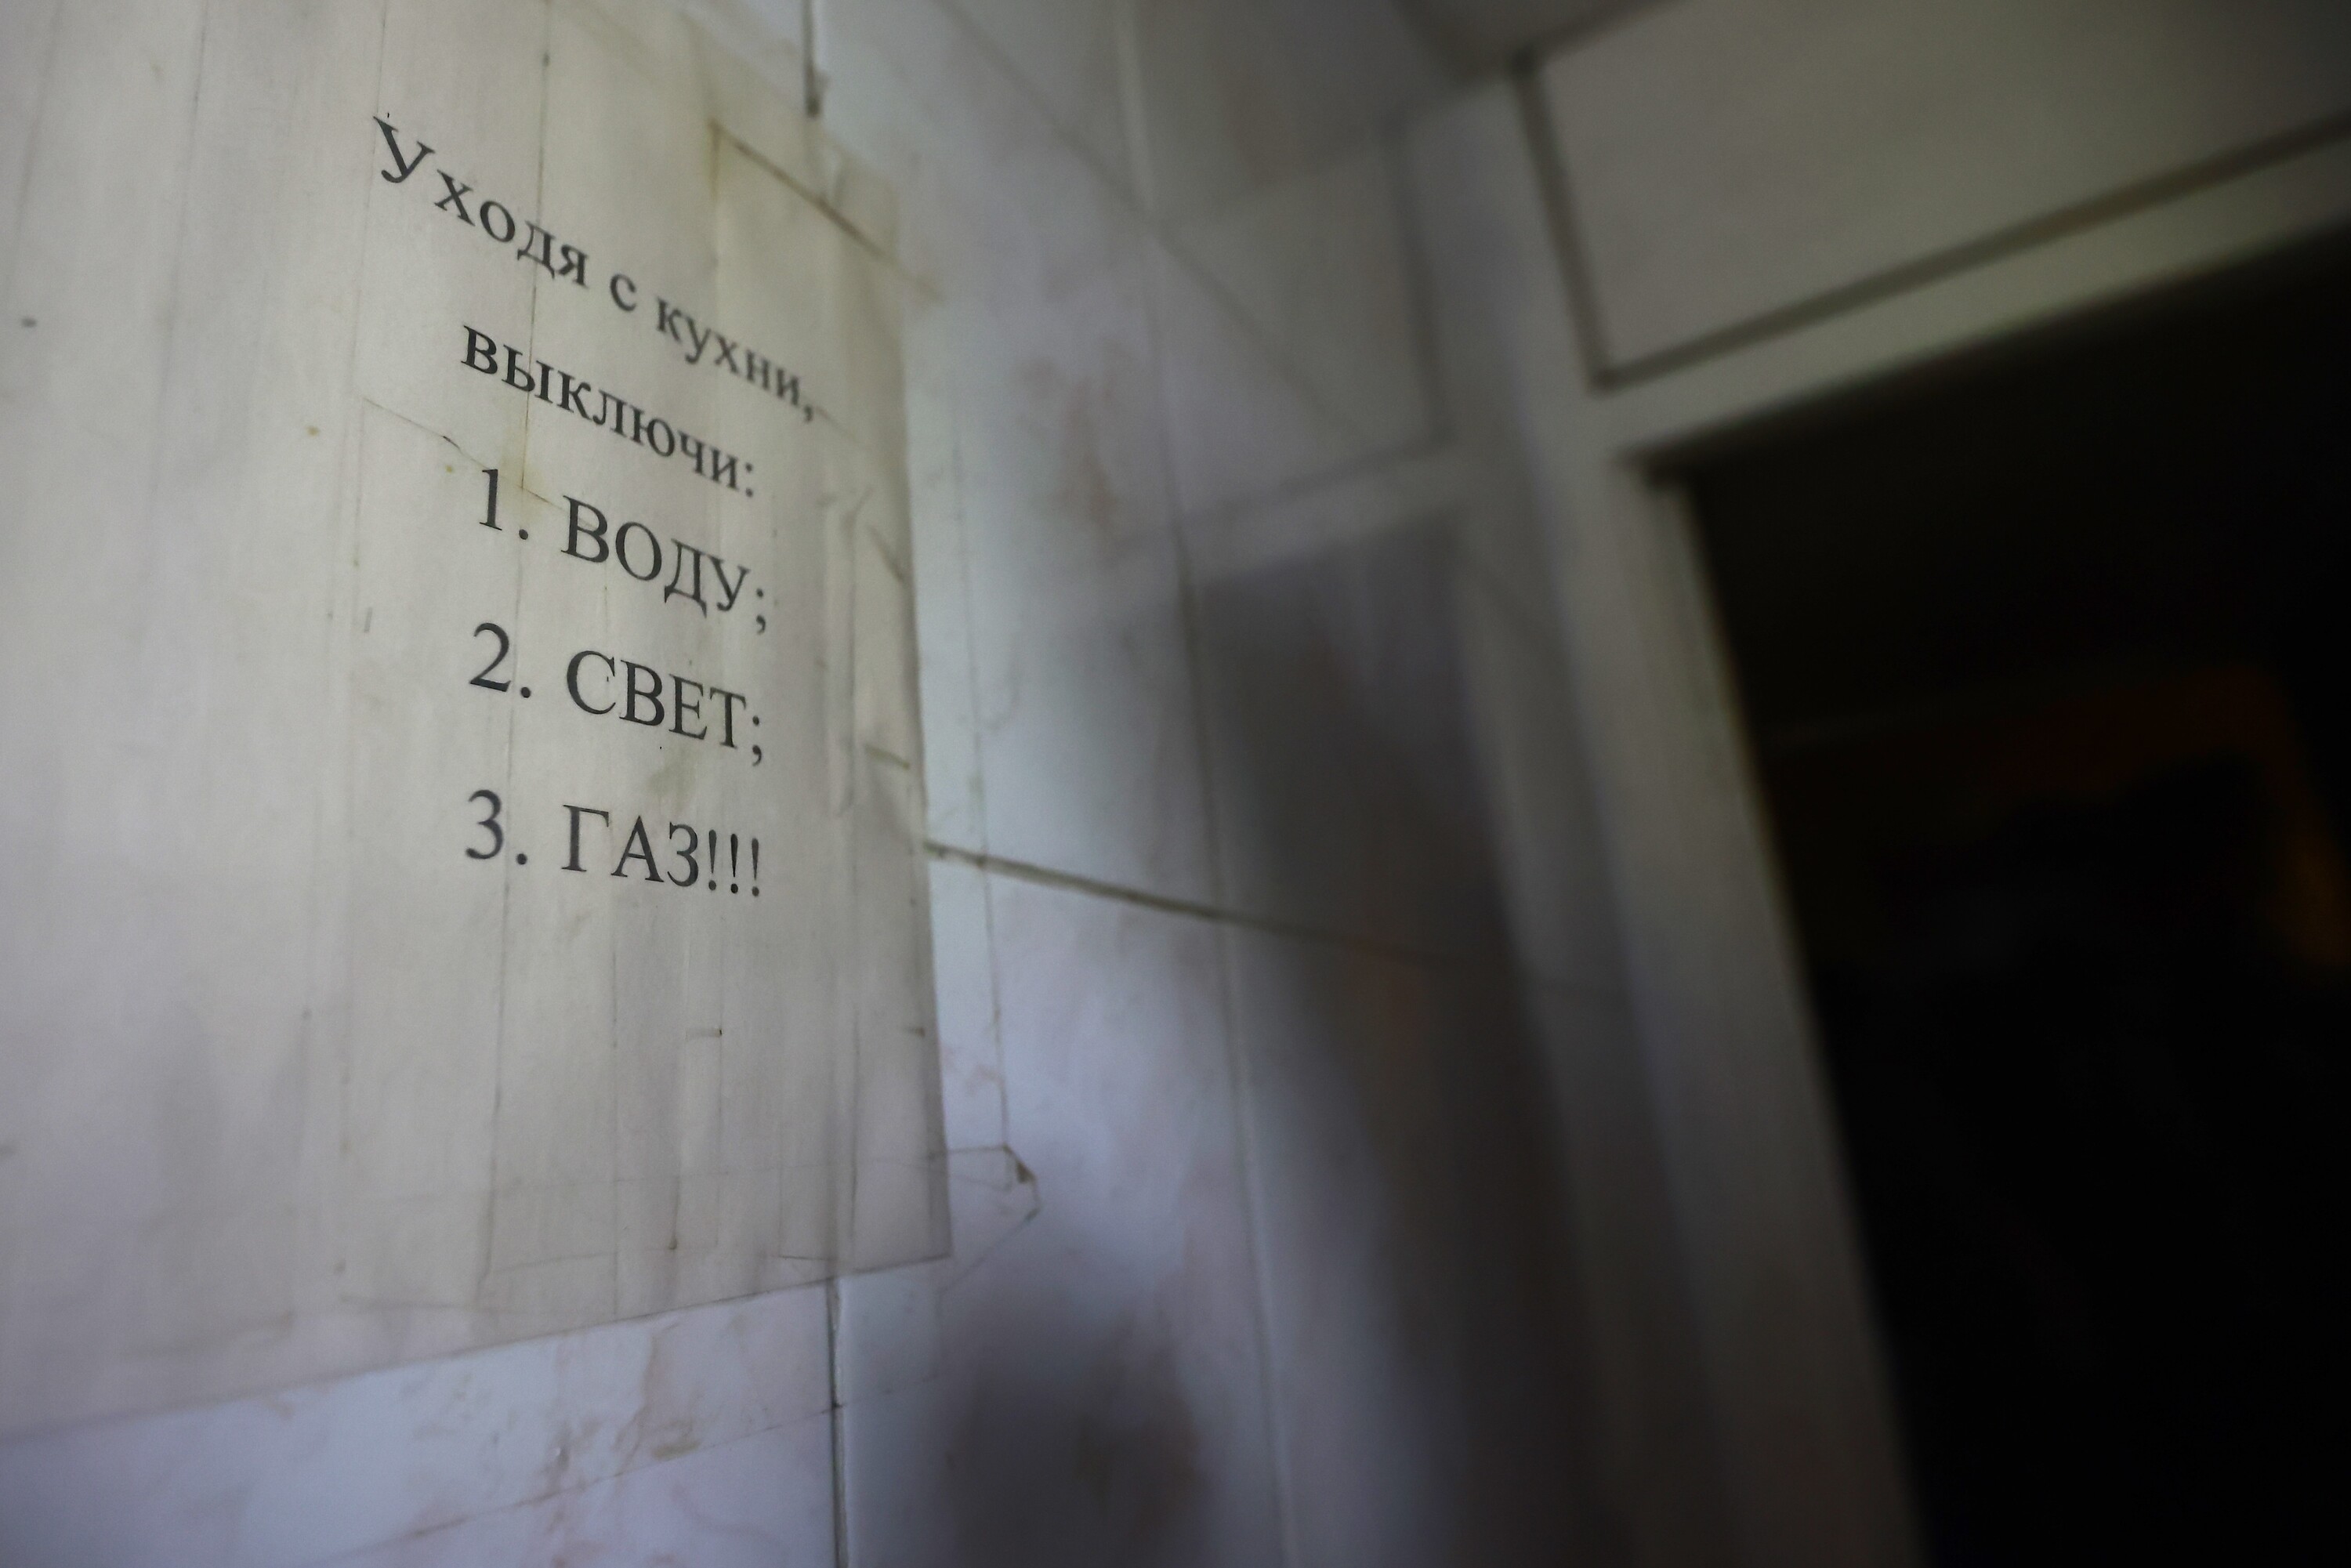 Уходя с кухни,
выключи:
1. ВОДУ;
2. СВЕТ;
3. ГАЗ!!!